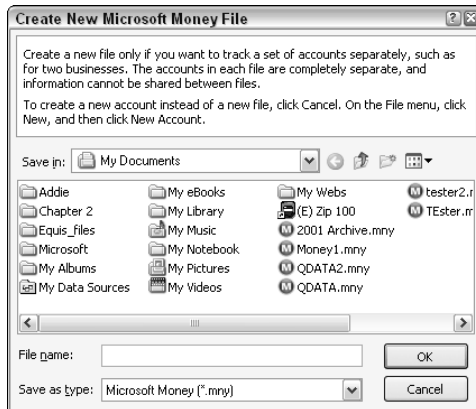 Create New Microsoft Money File
Create a new file only if you want to track a set of accounts separately, such as
for two businesses. The accounts in each file are completely separate, and
information cannot be shared between files.
To create a new account instead of a new file, click Cancel. On the File menu, click
New, and then click New Account.
Save in: My Documents
Addie My eBooks My Webs tester2.r
Chapter 2 My Library (E) Zip 100 TEster.r
Equis_files My Music 2001 Archive.mny
Microsoft My Notebook Money1.mny
My Albums My Pictures QDATA2.mny
My Data Sources My Videos QDATA.mny
File name: OK
Save as type: Microsoft Money (*.mny) Cancel